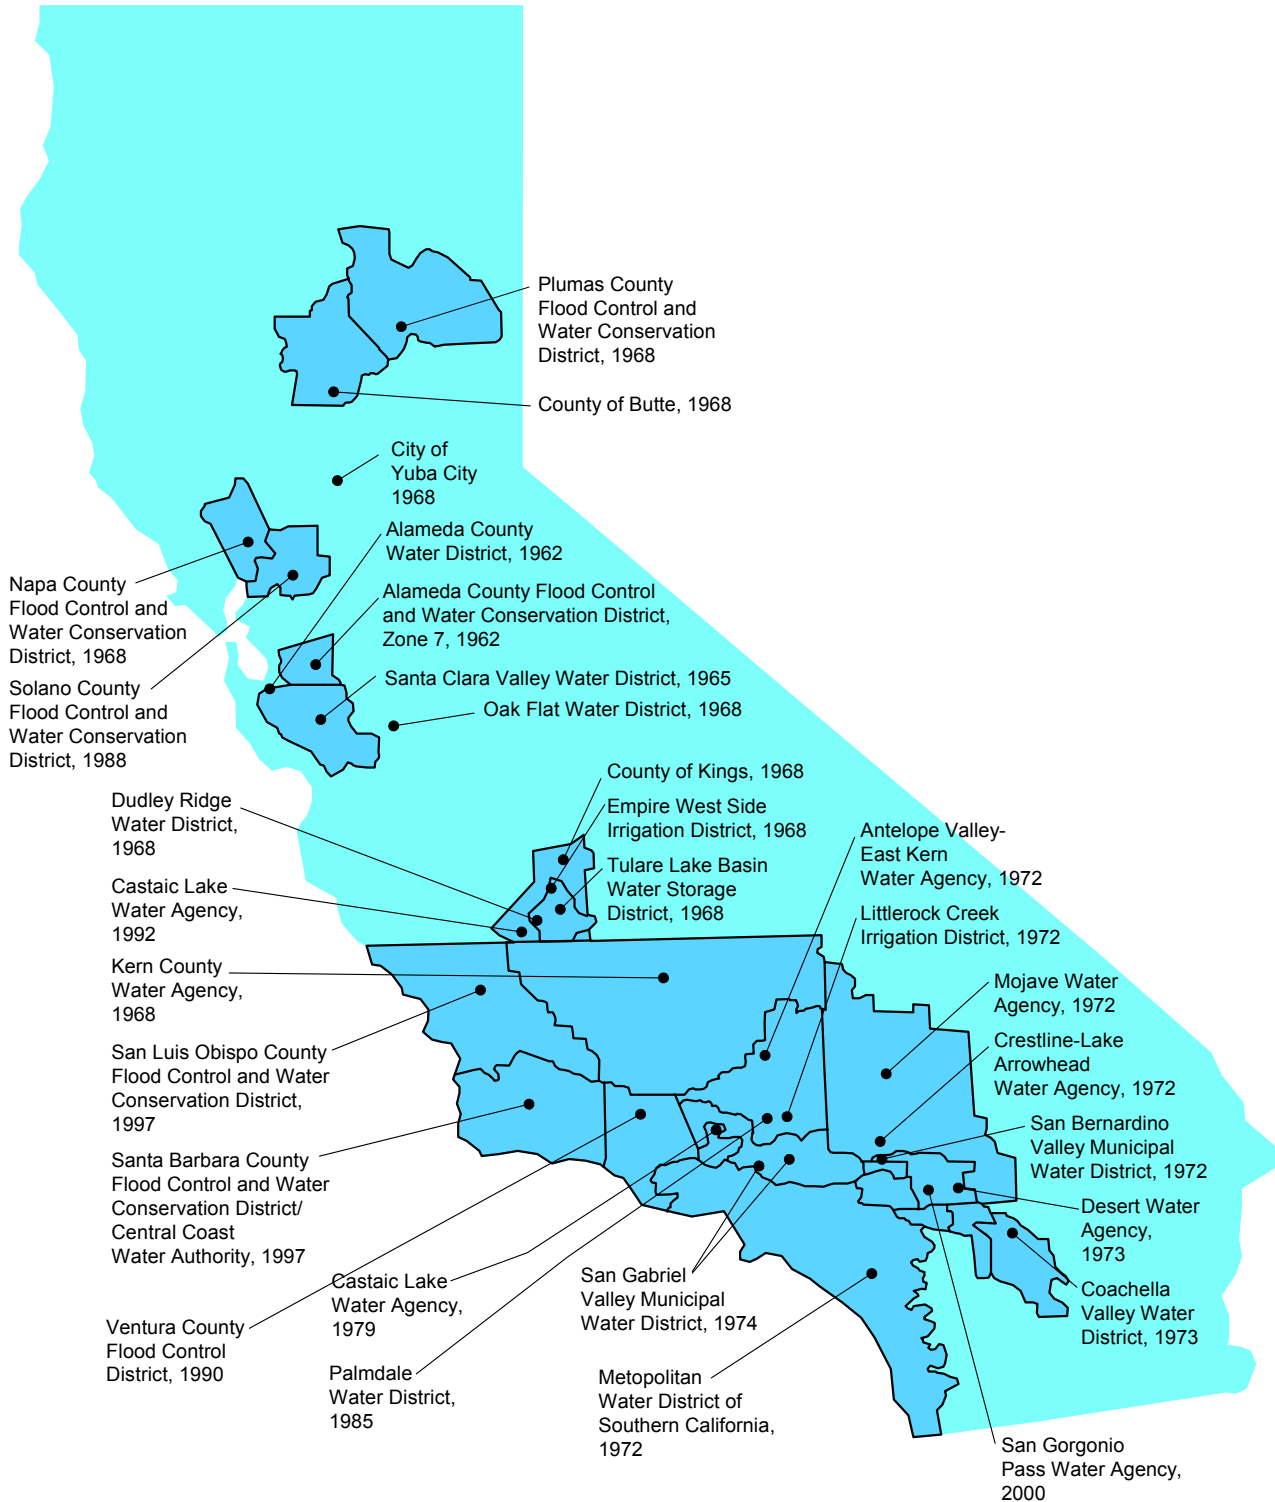 Plumas County
Flood Control and
Water Conservation
District, 1968
County of Butte, 1968
City of
Yuba City
1968
Alameda County
Water District, 1962
Napa County
Flood Control and
Water Conservation
District, 1968
Alameda County Flood Control
and Water Conservation District,
Zone 7, 1962
Solano County
Flood Control and
Water Conservation
District, 1988
Santa Clara Valley Water District, 1965
Oak Flat Water District, 1968
County of Kings, 1968
Dudley Ridge
Water District,
1968
Empire West Side
Irrigation District, 1968
Antelope Valley-
East Kern
Water Agency, 1972
Tulare Lake Basin
Water Storage
District, 1968
Castaic Lake
Water Agency,
1992
Littlerock Creek
Irrigation District, 1972
Kern County
Water Agency,
1968
Mojave Water
Agency, 1972
San Luis Obispo County
Flood Control and Water
Conservation District,
1997
Crestline-Lake
Arrowhead
Water Agency, 1972
San Bernardino
Valley Municipal
Water District, 1972
Santa Barbara County
Flood Control and Water
Conservation District/
Central Coast
Water Authority, 1997
Desert Water
Agency,
1973
Castaic Lake
Water Agency,
1979
San Gabriel
Valley Municipal
Water District, 1974
Coachella
Valley Water
District, 1973
Ventura County
Flood Control
District, 1990
Palmdale
Water District,
1985
Metopolitan
Water District of
Southern California,
1972
San Gorgonio
Pass Water Agency,
2000